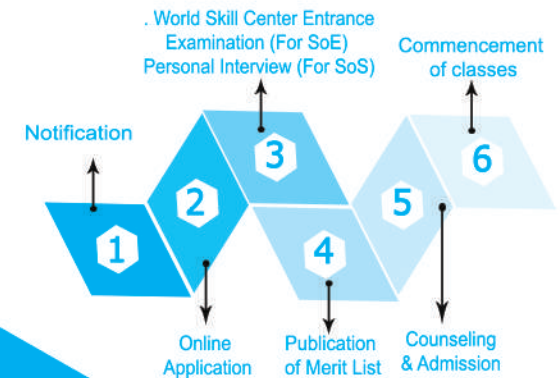 . World Skill Center Entrance
Examination (For SoE)
Personal Interview (For SoS)
Commencement
of classes
Notification
3
6
2
5
1
4
Online
Application
Publication
of Merit List
Counseling
& Admission